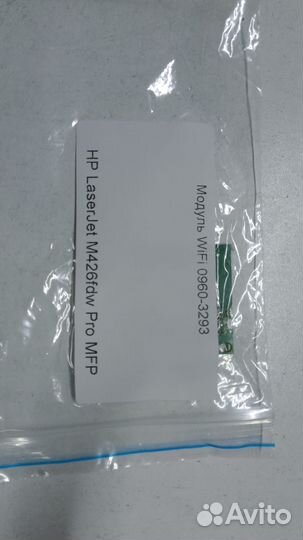 Модуль WiFi 0960-3293
HP LaserJet M426fdw Pro MFP
Avito